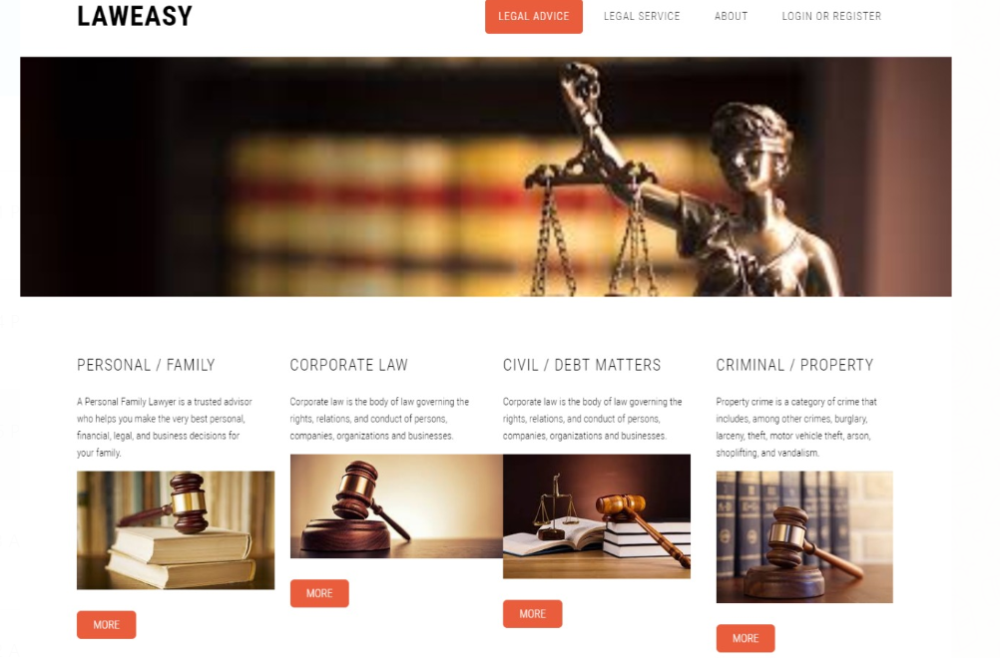 LAWEASY
LEGAL ADVICE
LEGAL SERVICE
ABOUT
LOGIN OR REGISTER
PERSONAL / FAMILY
A Personal Family Lawyer is a trusted advisor
who helps you make the very best personal,
financial, legal, and business decisions for
your family.
MORE
CORPORATE LAW
Corporate law is the body of law governing the
rights, relations, and conduct of persons,
companies, organizations and businesses.
MORE
CIVIL / DEBT MATTERS
Corporate law is the body of law governing the
rights, relations, and conduct of persons,
companies, organizations and businesses.
MORE
CRIMINAL / PROPERTY
Property crime is a category of crime that
includes, among other crimes, burglary,
larceny, theft, motor vehicle theft, arson,
shoplifting, and vandalism.
MORE